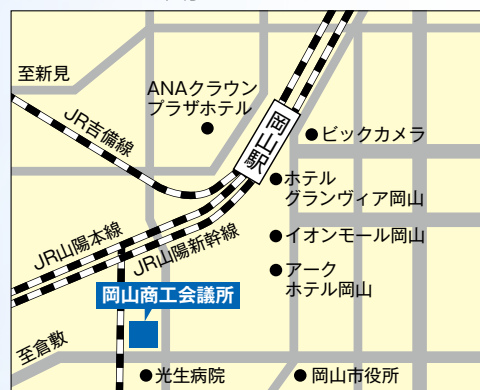 至新見
ANAクラウン
プラザホテル
JR吉備線
岡山駅
ビックカメラ
ホテル
グランヴィア岡山
JR山陽本線
JR山陽新幹線
イオンモール岡山
アーク
ホテル岡山
岡山商工会議所
至倉敷
光生病院
岡山市役所